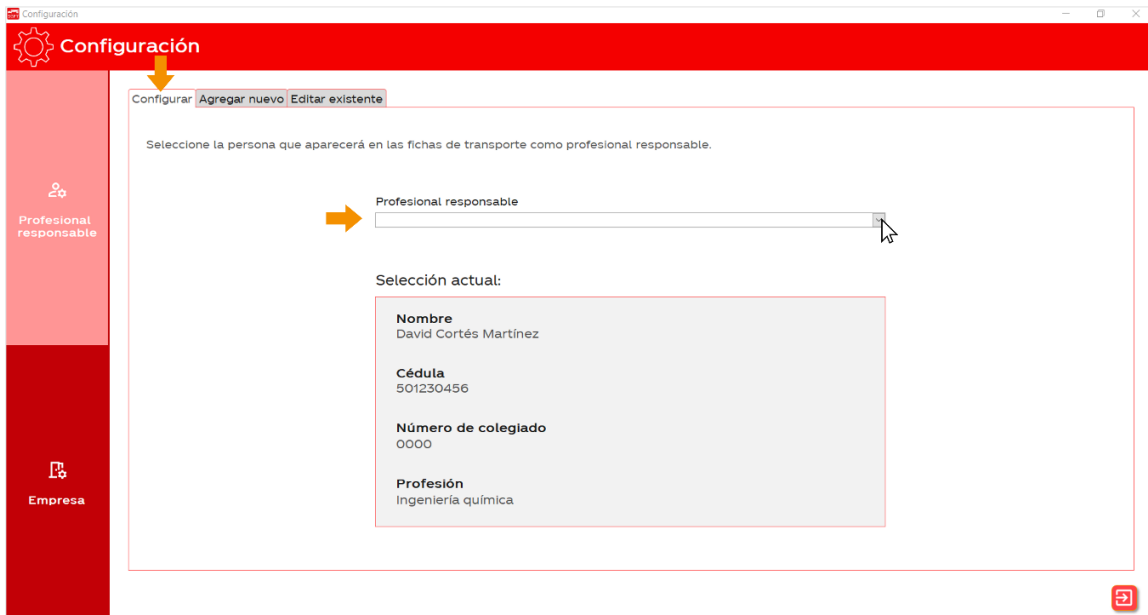 Configuración
Configuración
Configurar Agregar nuevo Editar existente
Seleccione la persona que aparecerá en las fichas de transporte como profesional responsable.
Profesional
responsable
Profesional responsable
Selección actual:
Nombre
David Cortés Martínez
Cédula
501230456
Número de colegiado
0000
Profesión
Ingeniería química
Empresa